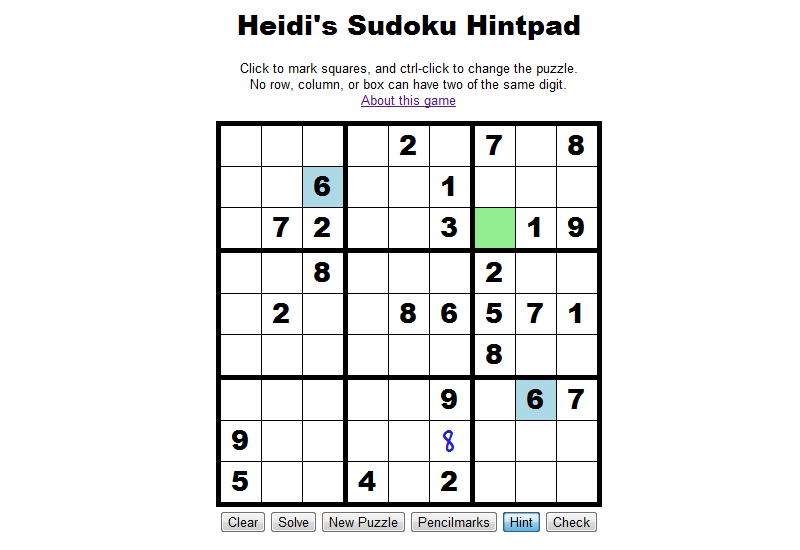 Heidi's Sudoku Hintpad
Click to mark squares, and ctrl-click to change the puzzle.
No row, column, or box can have two of the same digit.
About this game
2 7 8
6 1
7 2 3 1 9
8 2
2 8 6 5 7 1
8
9 6 7
9 8
5 4 2
Clear Solve New Puzzle Pencilmarks Hint Check